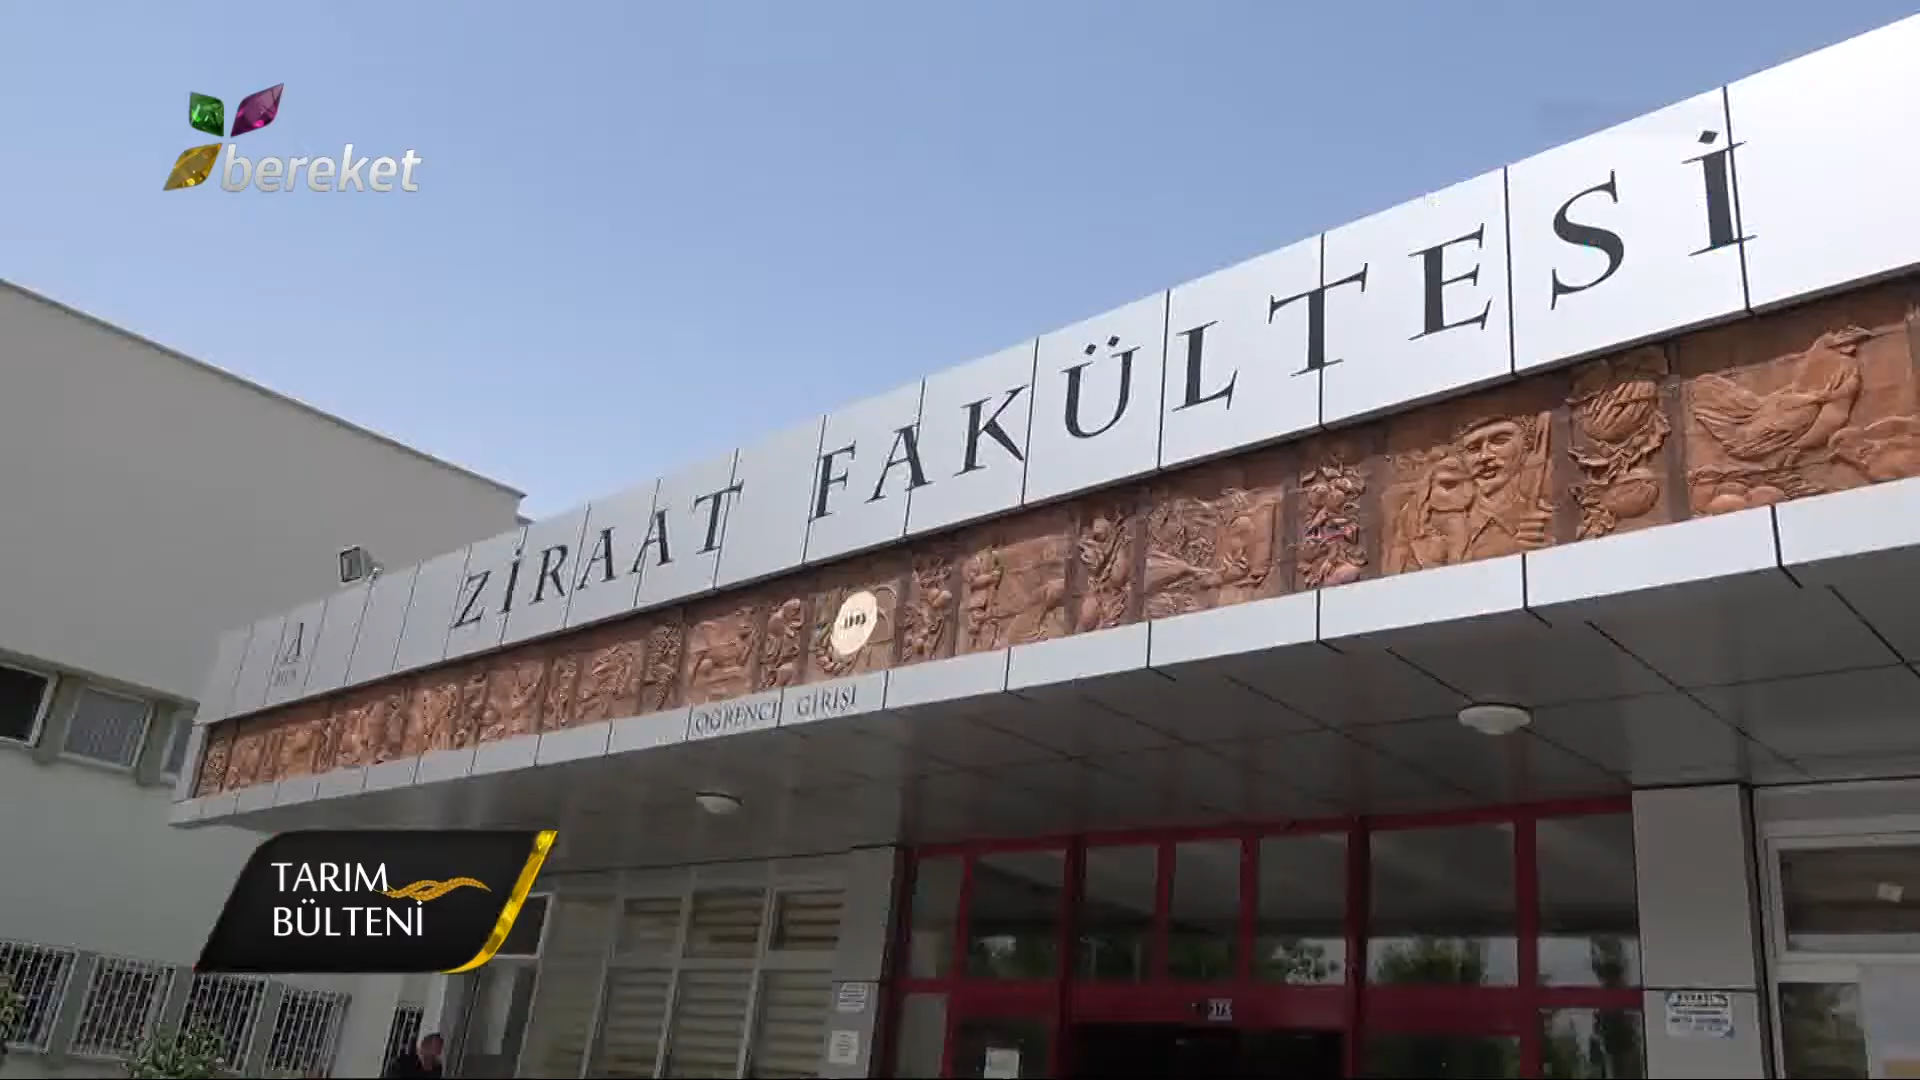 bereket
ZİRAAT FAKÜLTESİ
A
ÖĞRENCİ GİRİŞİ
TARIM
BÜLTENİ